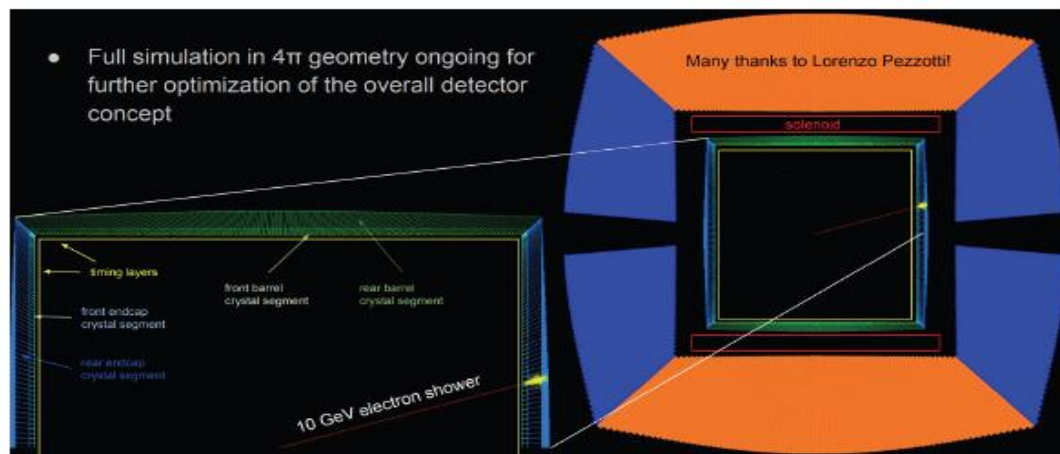 ● Full simulation in 4π geometry ongoing for
further optimization of the overall detector
concept
Many thanks to Lorenzo Pezzotti!
solenoid
timing layers
front barrel
crystal segment
rear barrel
crystal segment
front endcap
crystal segment
rear endcap
crystal segment
10 GeV electron shower